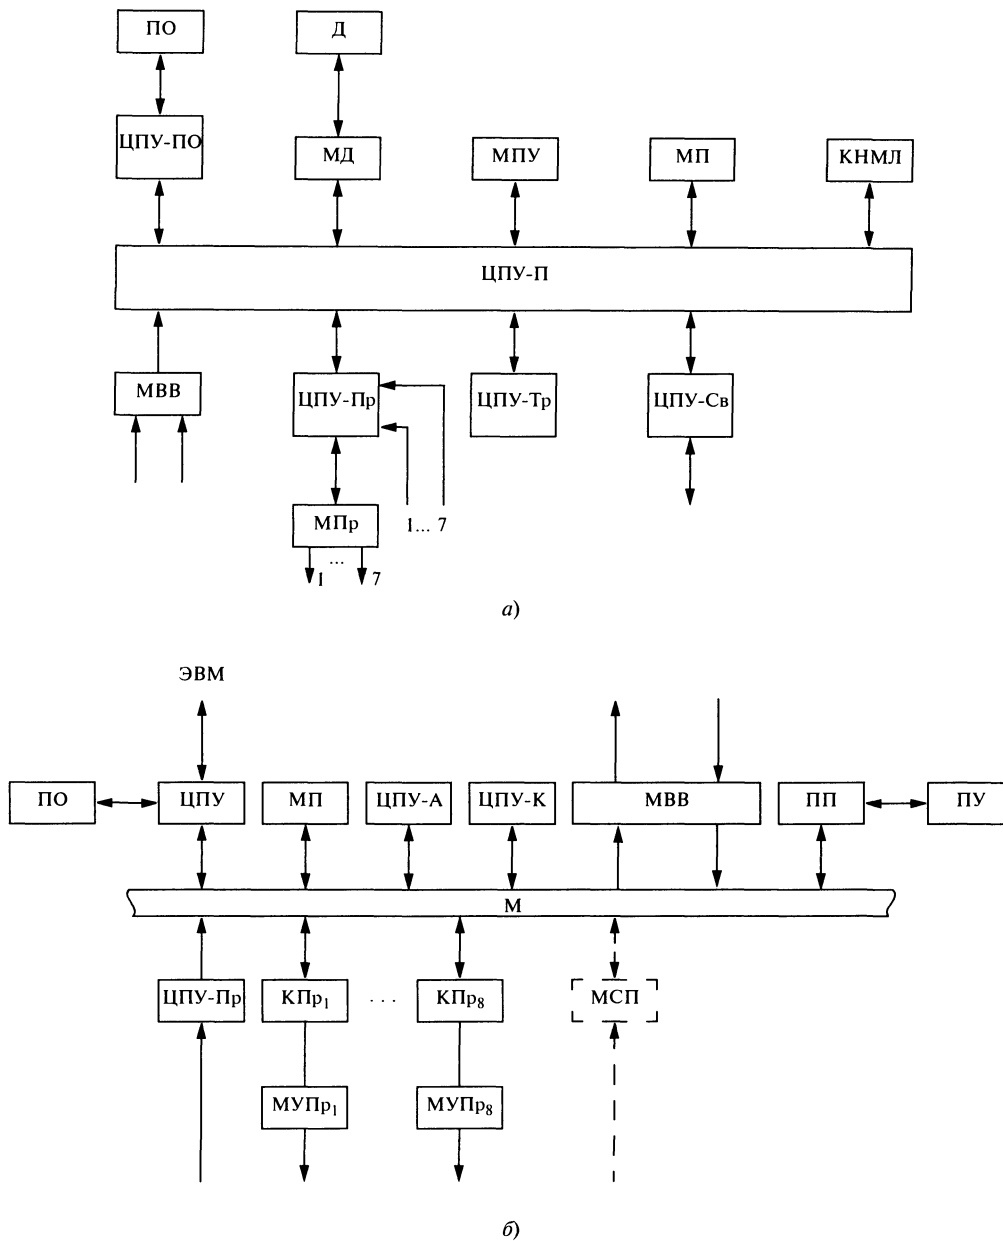 ПО Д
ЦПУ-ПО МД МПУ МП КНМЛ
ЦПУ-П
МВВ ЦПУ-Пр ЦПУ-Тр ЦПУ-Св
МПр 1... 7
...
1 7
а)
ЭВМ
ПО ЦПУ МП ЦПУ-А ЦПУ-К МВВ ПП ПУ
М
ЦПУ-Пр КПр₁ ... КПр₈ МСП
МУПр₁ МУПр₈
б)